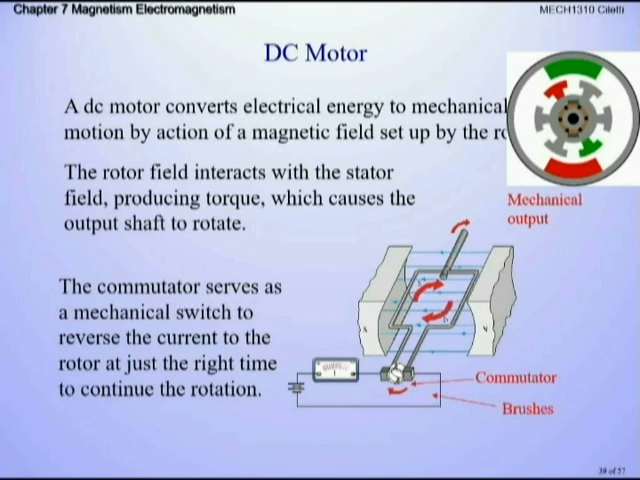 Chapter 7 Magnetism Electromagnetism
MECH1310 Ciletti
DC Motor
A dc motor converts electrical energy to mechanical
motion by action of a magnetic field set up by the
The rotor field interacts with the stator
field, producing torque, which causes the
output shaft to rotate.
Mechanical
output
The commutator serves as
a mechanical switch to
reverse the current to the
rotor at just the right time
to continue the rotation.
Commutator
Brushes
39 of 57